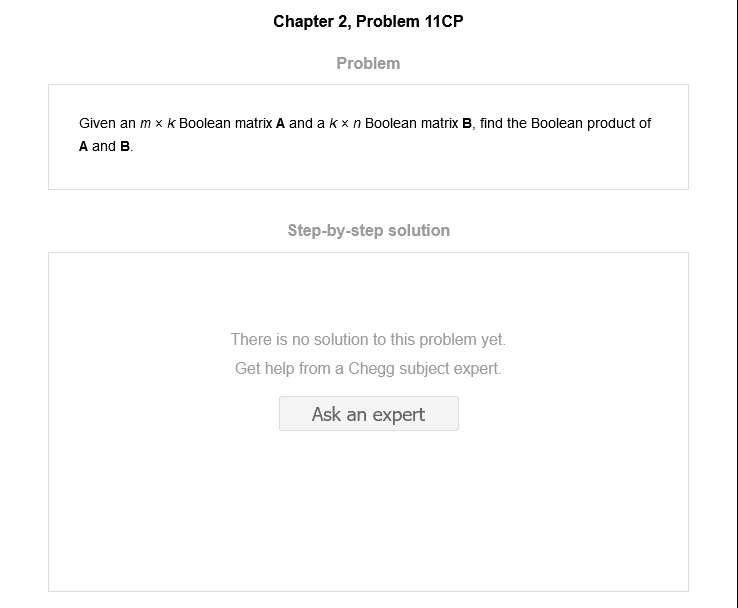 Chapter 2, Problem 11CP
Problem
Given an m × k Boolean matrix A and a k × n Boolean matrix B, find the Boolean product of
A and B.
Step-by-step solution
There is no solution to this problem yet.
Get help from a Chegg subject expert.
Ask an expert